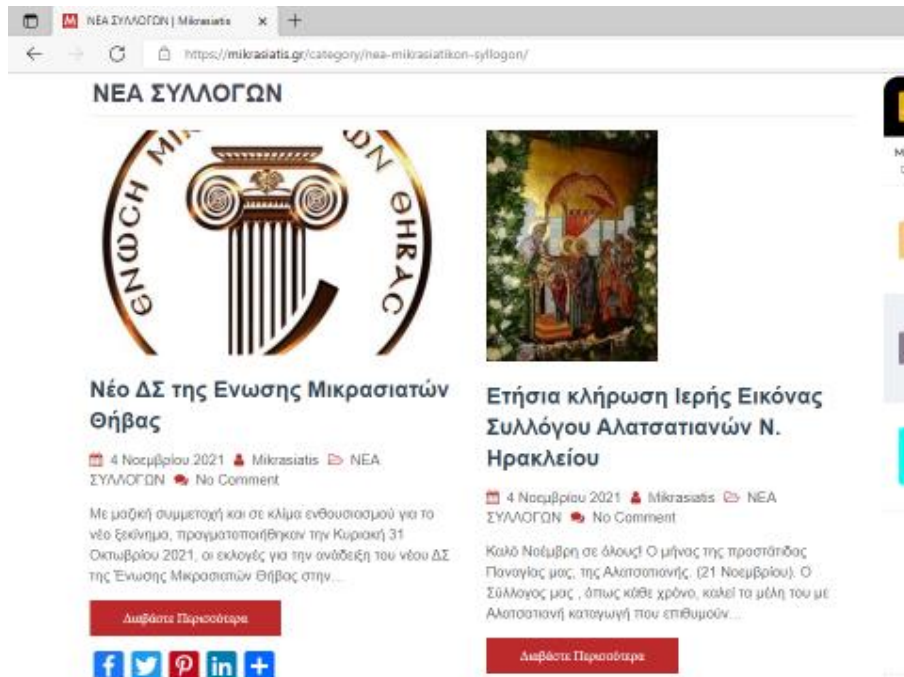 ΝΕΑ ΣΥΛΛΟΓΩΝ | Mikrasiatis
https://mikrasiatis.gr/category/nea-mikrasiatikon-syllogon/
ΝΕΑ ΣΥΛΛΟΓΩΝ
ΕΝΩCΗ ΜΙ ΩΝ ΘΗΒΑC
Νέο ΔΣ της Ενωσης Μικρασιατών
Θήβας
4 Νοεμβρίου 2021 Mikrasiatis ΝΕΑ
ΣΥΛΛΟΓΩΝ No Comment
Με μαζική συμμετοχή και σε κλίμα ενθουσιασμού για το
νέο ξεκίνημα, πραγματοποιήθηκαν την Κυριακή 31
Οκτωβρίου 2021, οι εκλογές για την ανάδειξη του νέου ΔΣ
της Ένωσης Μικρασιατών Θήβας στην...
Διαβάστε Περισσότερα
Ετήσια κλήρωση Ιερής Εικόνας
Συλλόγου Αλατσατιανών Ν.
Ηρακλείου
4 Νοεμβρίου 2021 Mikrasiatis ΝΕΑ
ΣΥΛΛΟΓΩΝ No Comment
Καλό Νοέμβρη σε όλους! Ο μήνας της προστάτιδας
Παναγίας μας, της Αλατσατιανής. (21 Νοεμβρίου). Ο
Σύλλογος μας , όπως κάθε χρόνο, καλεί τα μέλη του με
Αλατσατιανή καταγωγή που επιθυμούν...
Διαβάστε Περισσότερα